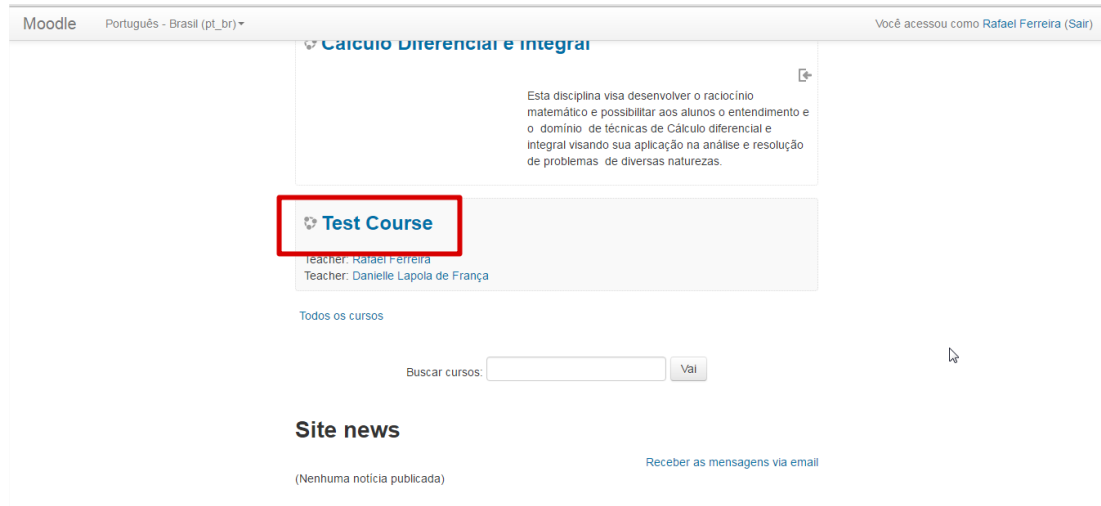 Moodle Português - Brasil (pt_br) Você acessou como Rafael Ferreira (Sair)
Cálculo Diferencial e Integral
Esta disciplina visa desenvolver o raciocínio
matemático e possibilitar aos alunos o entendimento e
o domínio de técnicas de Cálculo diferencial e
integral visando sua aplicação na análise e resolução
de problemas de diversas naturezas.
Test Course
Teacher: Rafael Ferreira
Teacher: Danielle Lapola de França
Todos os cursos
Buscar cursos: Vai
Site news
Receber as mensagens via email
(Nenhuma notícia publicada)